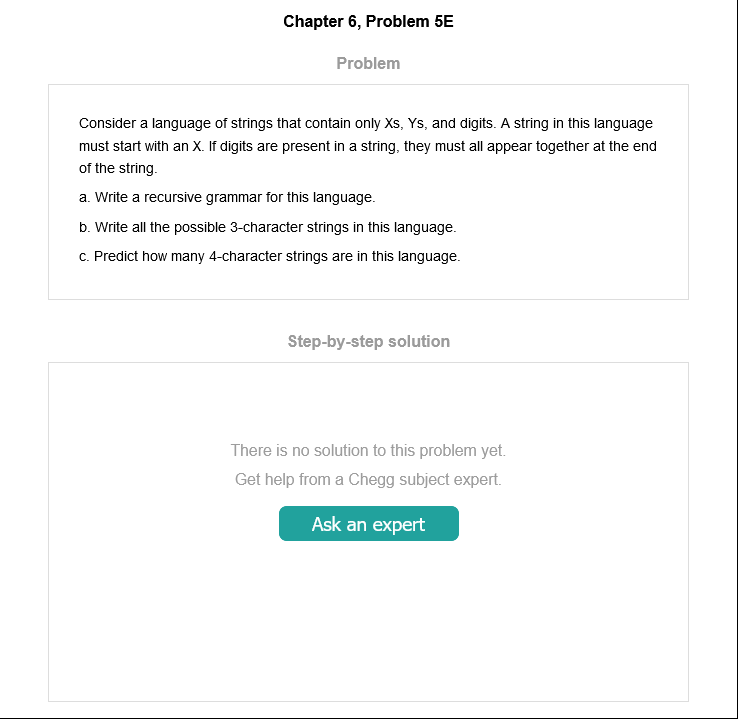 Chapter 6, Problem 5E
Problem
Consider a language of strings that contain only Xs, Ys, and digits. A string in this language
must start with an X. If digits are present in a string, they must all appear together at the end
of the string.
a. Write a recursive grammar for this language.
b. Write all the possible 3-character strings in this language.
c. Predict how many 4-character strings are in this language.
Step-by-step solution
There is no solution to this problem yet.
Get help from a Chegg subject expert.
Ask an expert